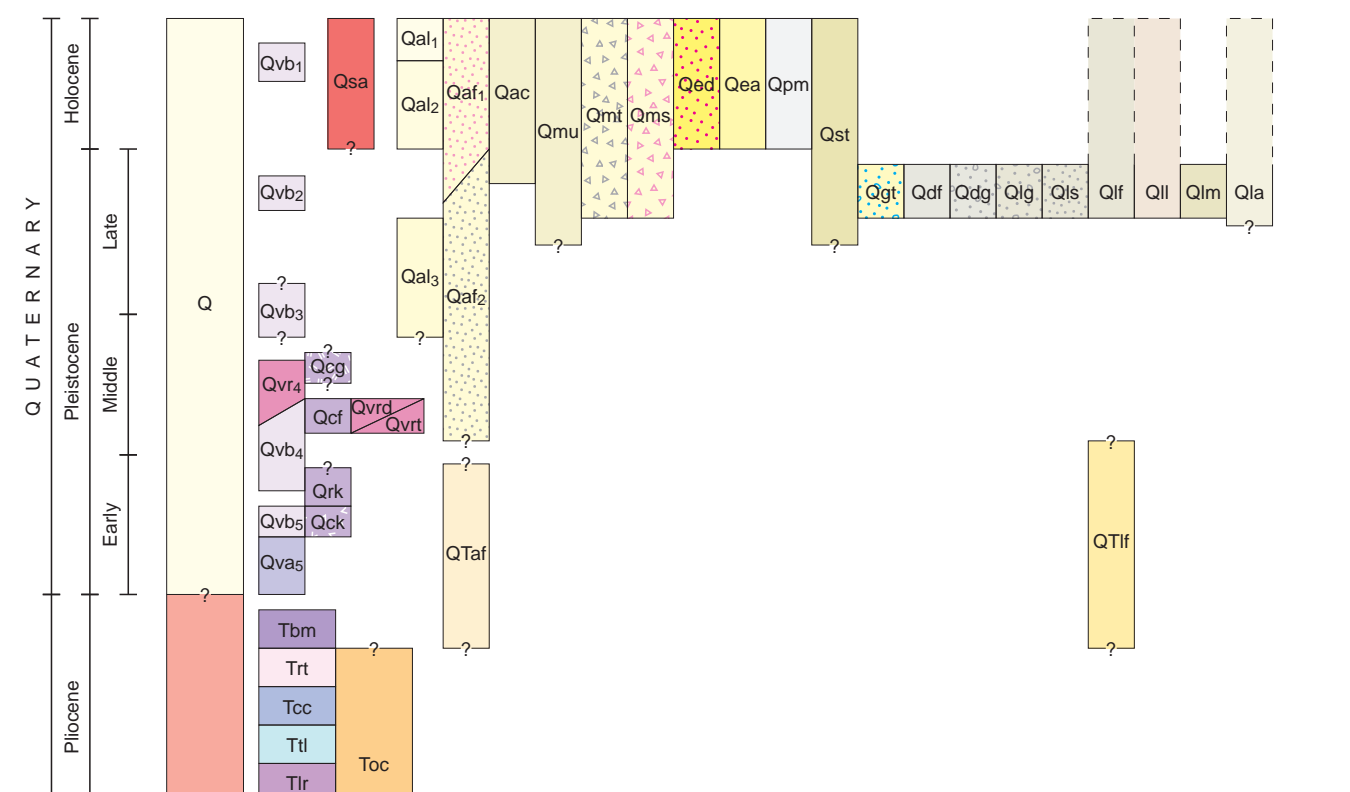 QUATERNARY
Holocene
Pleistocene
Late
Middle
Early
Pliocene
Q
?
Qvb1
Qvb2
?
Qvb3
?
Qvr4
Qvb4
Qvb5
Qva5
?
Qcg
?
Qcf
Qvrd
Qvrt
?
Qrk
Qck
Tbm
Trt
Tcc
Ttl
Tlr
?
Toc
Qsa
?
Qal1
Qal2
Qal3
?
Qaf1
Qaf2
?
?
QTaf
?
Qac
Qmu
?
Qmt
Qms
Qed
Qea
Qpm
Qst
?
Qgt
Qdf
Qdg
Qlg
Qls
Qlf
Qll
Qlm
Qla
?
?
QTlf
?